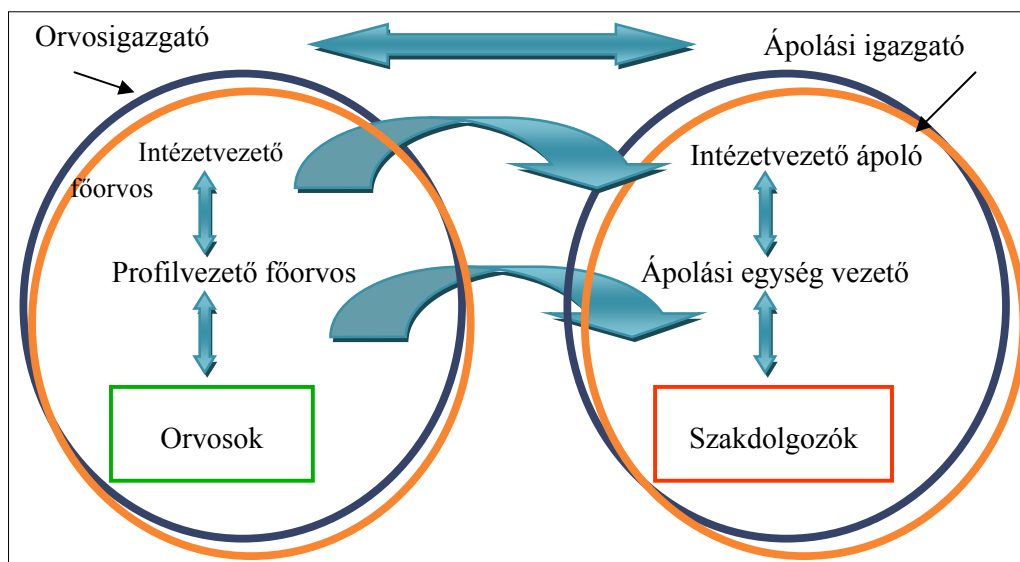 Orvosigazgató
Ápolási igazgató
Intézetvezető
főorvos
Intézetvezető ápoló
Profilvezető főorvos
Ápolási egység vezető
Orvosok
Szakdolgozók